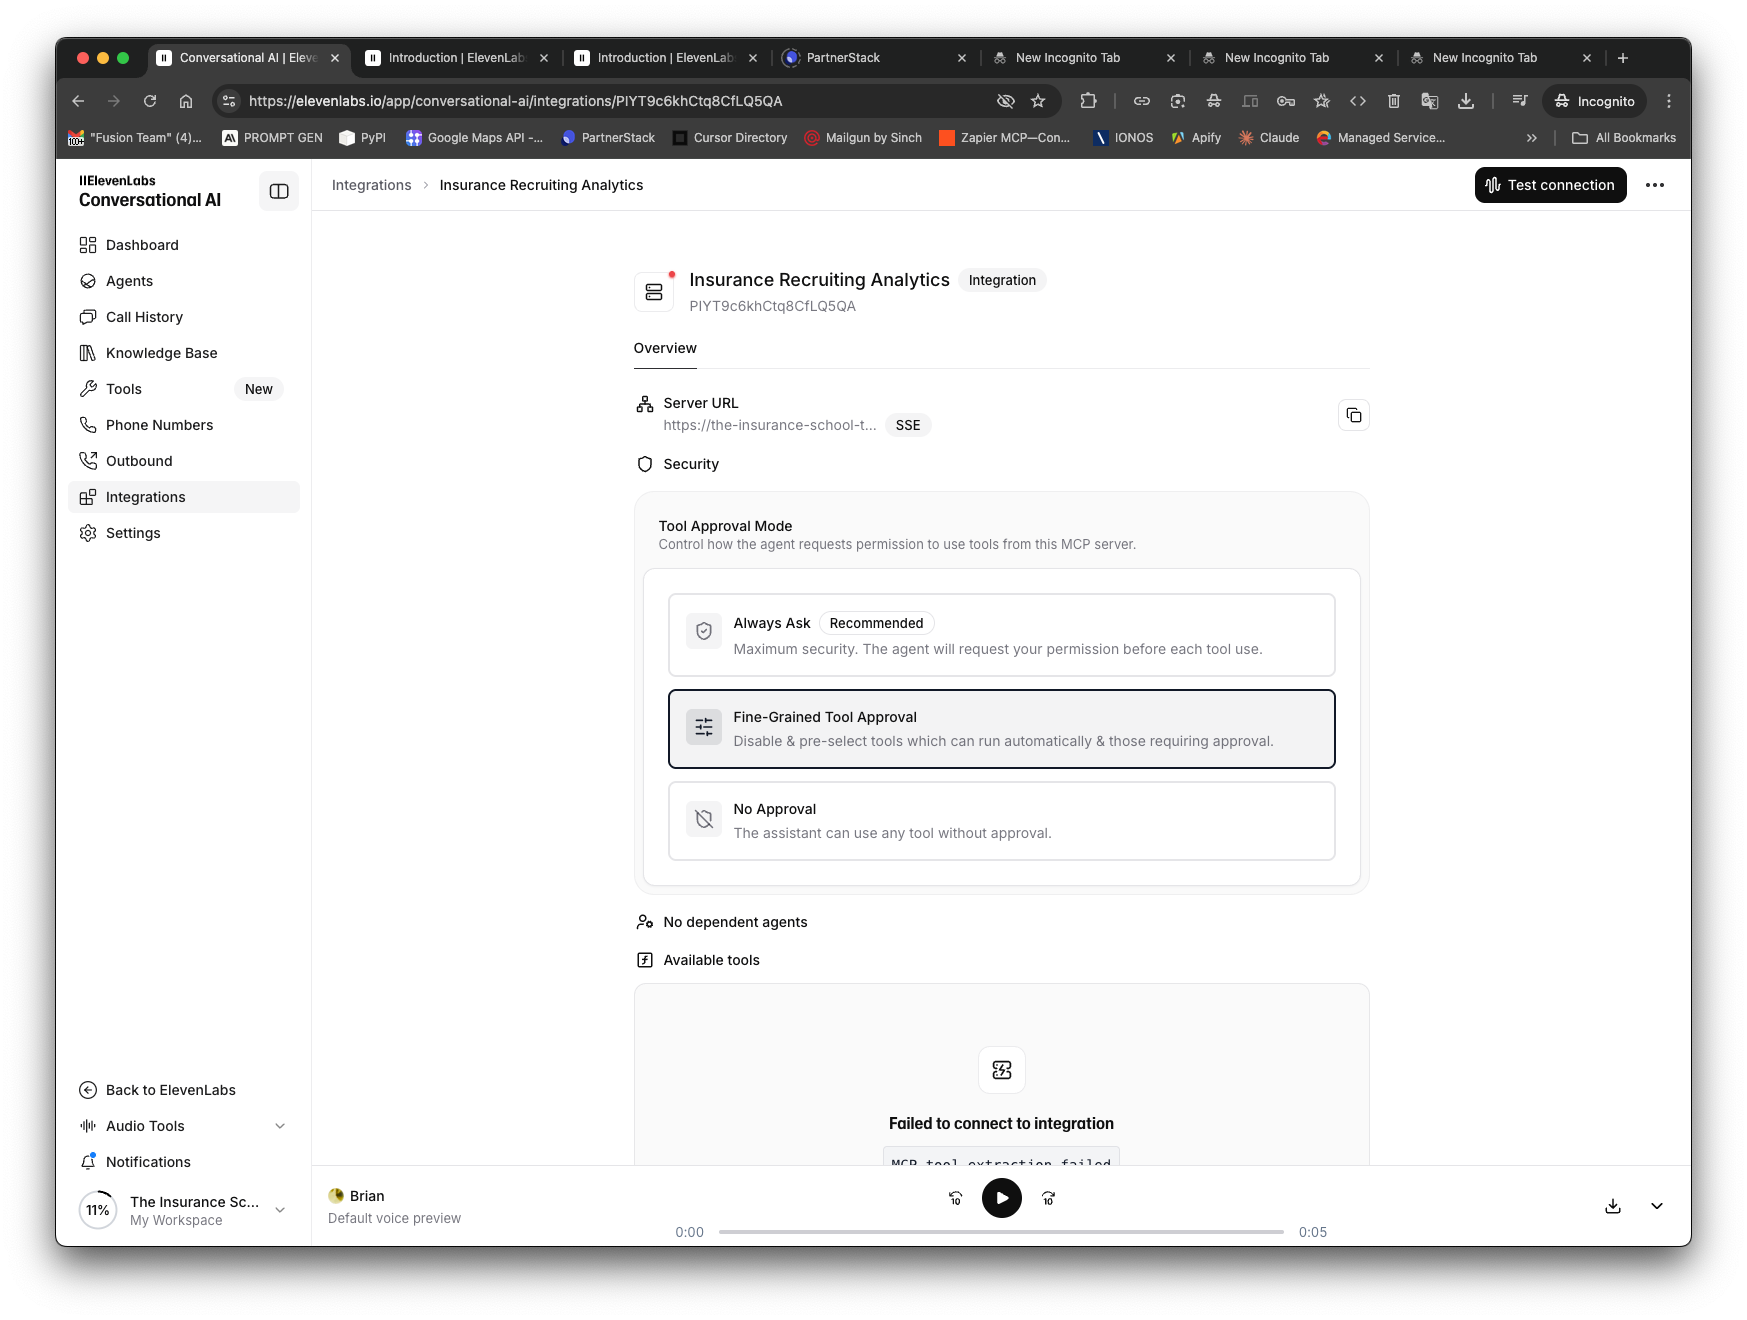 Conversational AI | Eleve
Introduction | ElevenLab
Introduction | ElevenLab
PartnerStack
New Incognito Tab
New Incognito Tab
New Incognito Tab
https://elevenlabs.io/app/conversational-ai/integrations/PIYT9c6khCtq8CfLQ5QA
Incognito
100+
"Fusion Team" (4)...
PROMPT GEN
PyPI
Google Maps API -...
PartnerStack
Cursor Directory
Mailgun by Sinch
Zapier MCP—Con...
IONOS
Apify
Claude
Managed Service...
All Bookmarks
IIElevenLabs
Conversational AI
Dashboard
Agents
Call History
Knowledge Base
Tools New
Phone Numbers
Outbound
Integrations
Settings
Back to ElevenLabs
Audio Tools
Notifications
11%
The Insurance Sc...
My Workspace
Integrations > Insurance Recruiting Analytics
Test connection
Insurance Recruiting Analytics Integration
PIYT9c6khCtq8CfLQ5QA
Overview
Server URL
https://the-insurance-school-t... SSE
Security
Tool Approval Mode
Control how the agent requests permission to use tools from this MCP server.
Always Ask Recommended
Maximum security. The agent will request your permission before each tool use.
Fine-Grained Tool Approval
Disable & pre-select tools which can run automatically & those requiring approval.
No Approval
The assistant can use any tool without approval.
No dependent agents
Available tools
Failed to connect to integration
MCP tool extraction failed
Brian
Default voice preview
10
10
0:00
0:05